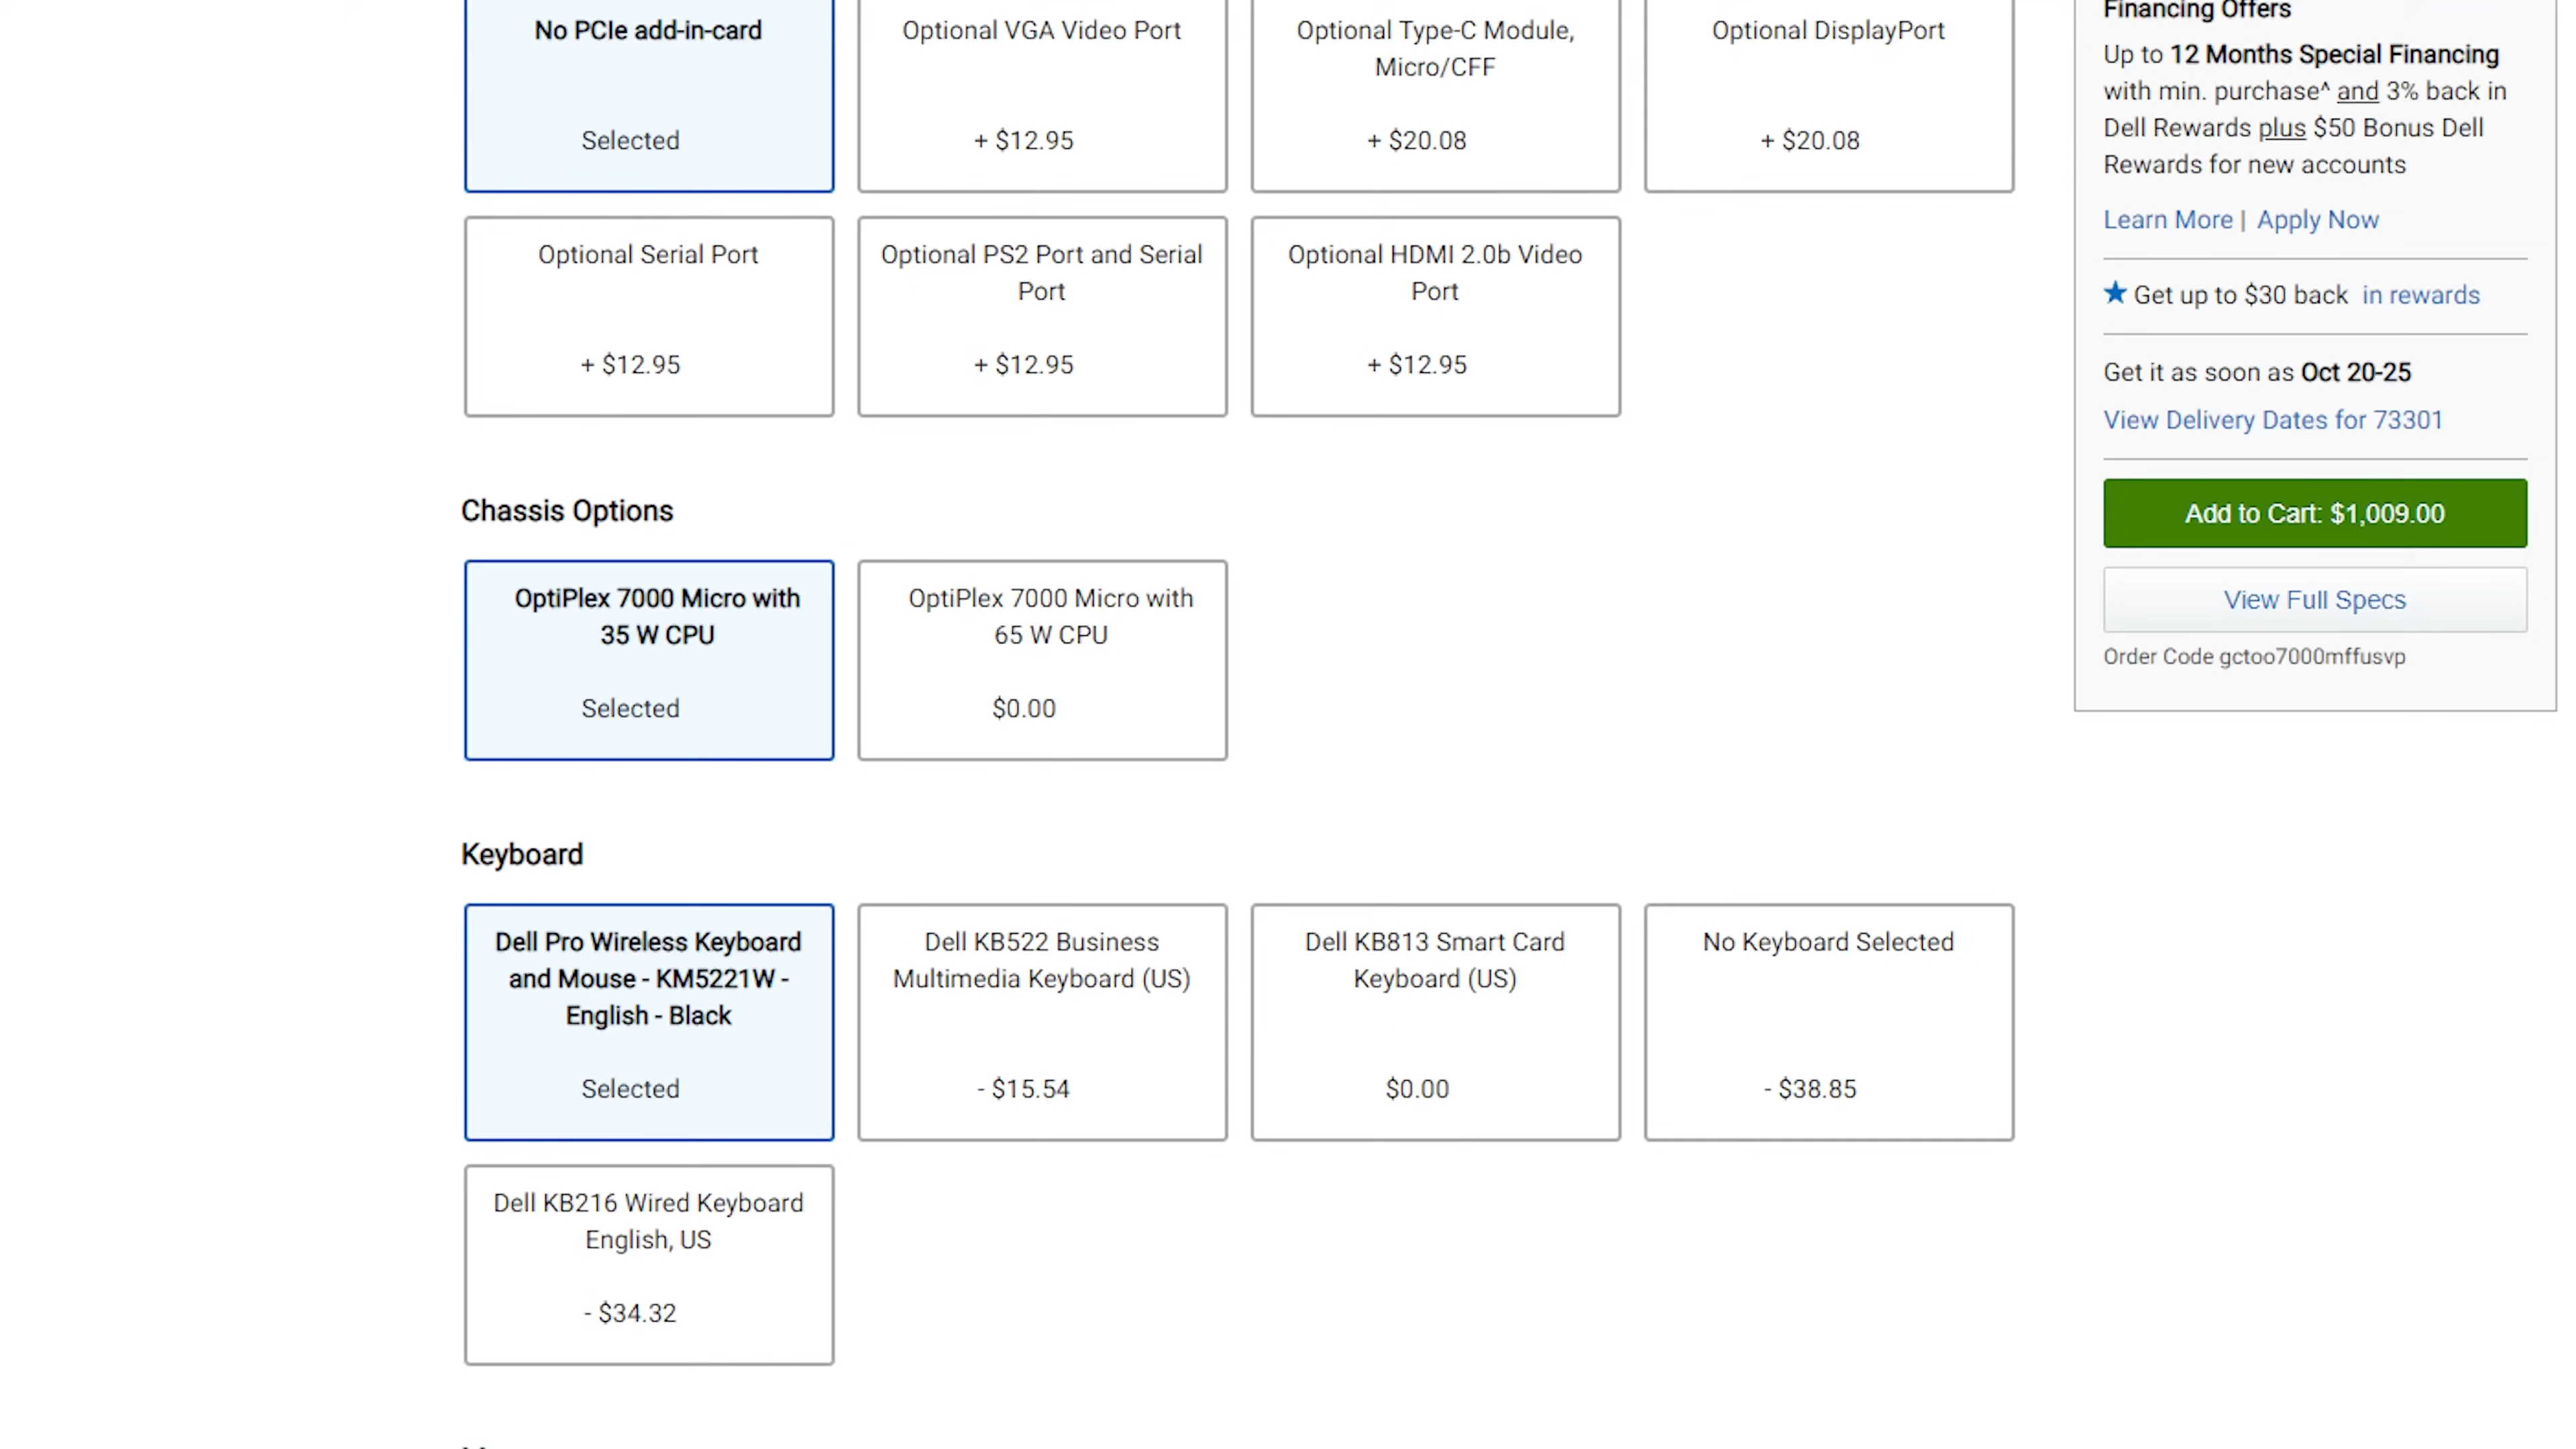 No PCIe add-in-card
Selected
Optional VGA Video Port
+ $12.95
Optional Type-C Module,
Micro/CFF
+ $20.08
Optional DisplayPort
+ $20.08
Optional Serial Port
+ $12.95
Optional PS2 Port and Serial
Port
+ $12.95
Optional HDMI 2.0b Video
Port
+ $12.95
Chassis Options
OptiPlex 7000 Micro with
35 W CPU
Selected
OptiPlex 7000 Micro with
65 W CPU
$0.00
Keyboard
Dell Pro Wireless Keyboard
and Mouse - KM5221W -
English - Black
Selected
Dell KB522 Business
Multimedia Keyboard (US)
- $15.54
Dell KB813 Smart Card
Keyboard (US)
$0.00
No Keyboard Selected
- $38.85
Dell KB216 Wired Keyboard
English, US
- $34.32
Financing Offers
Up to 12 Months Special Financing
with min. purchase^ and 3% back in
Dell Rewards plus $50 Bonus Dell
Rewards for new accounts
Learn More | Apply Now
★ Get up to $30 back in rewards
Get it as soon as Oct 20-25
View Delivery Dates for 73301
Add to Cart: $1,009.00
View Full Specs
Order Code gctoo7000mffusvp